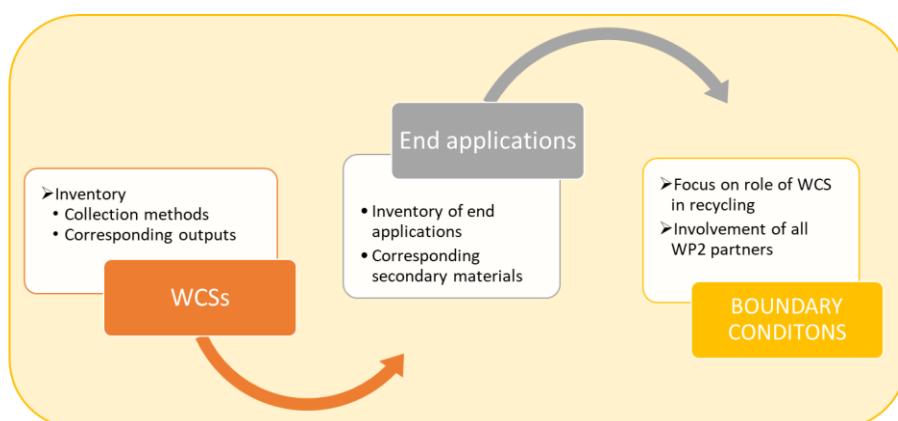 ➢Inventory
• Collection methods
• Corresponding outputs
WCSs
End applications
• Inventory of end
applications
• Corresponding
secondary materials
➢Focus on role of WCS
in recycling
➢Involvement of all
WP2 partners
BOUNDARY
CONDITONS